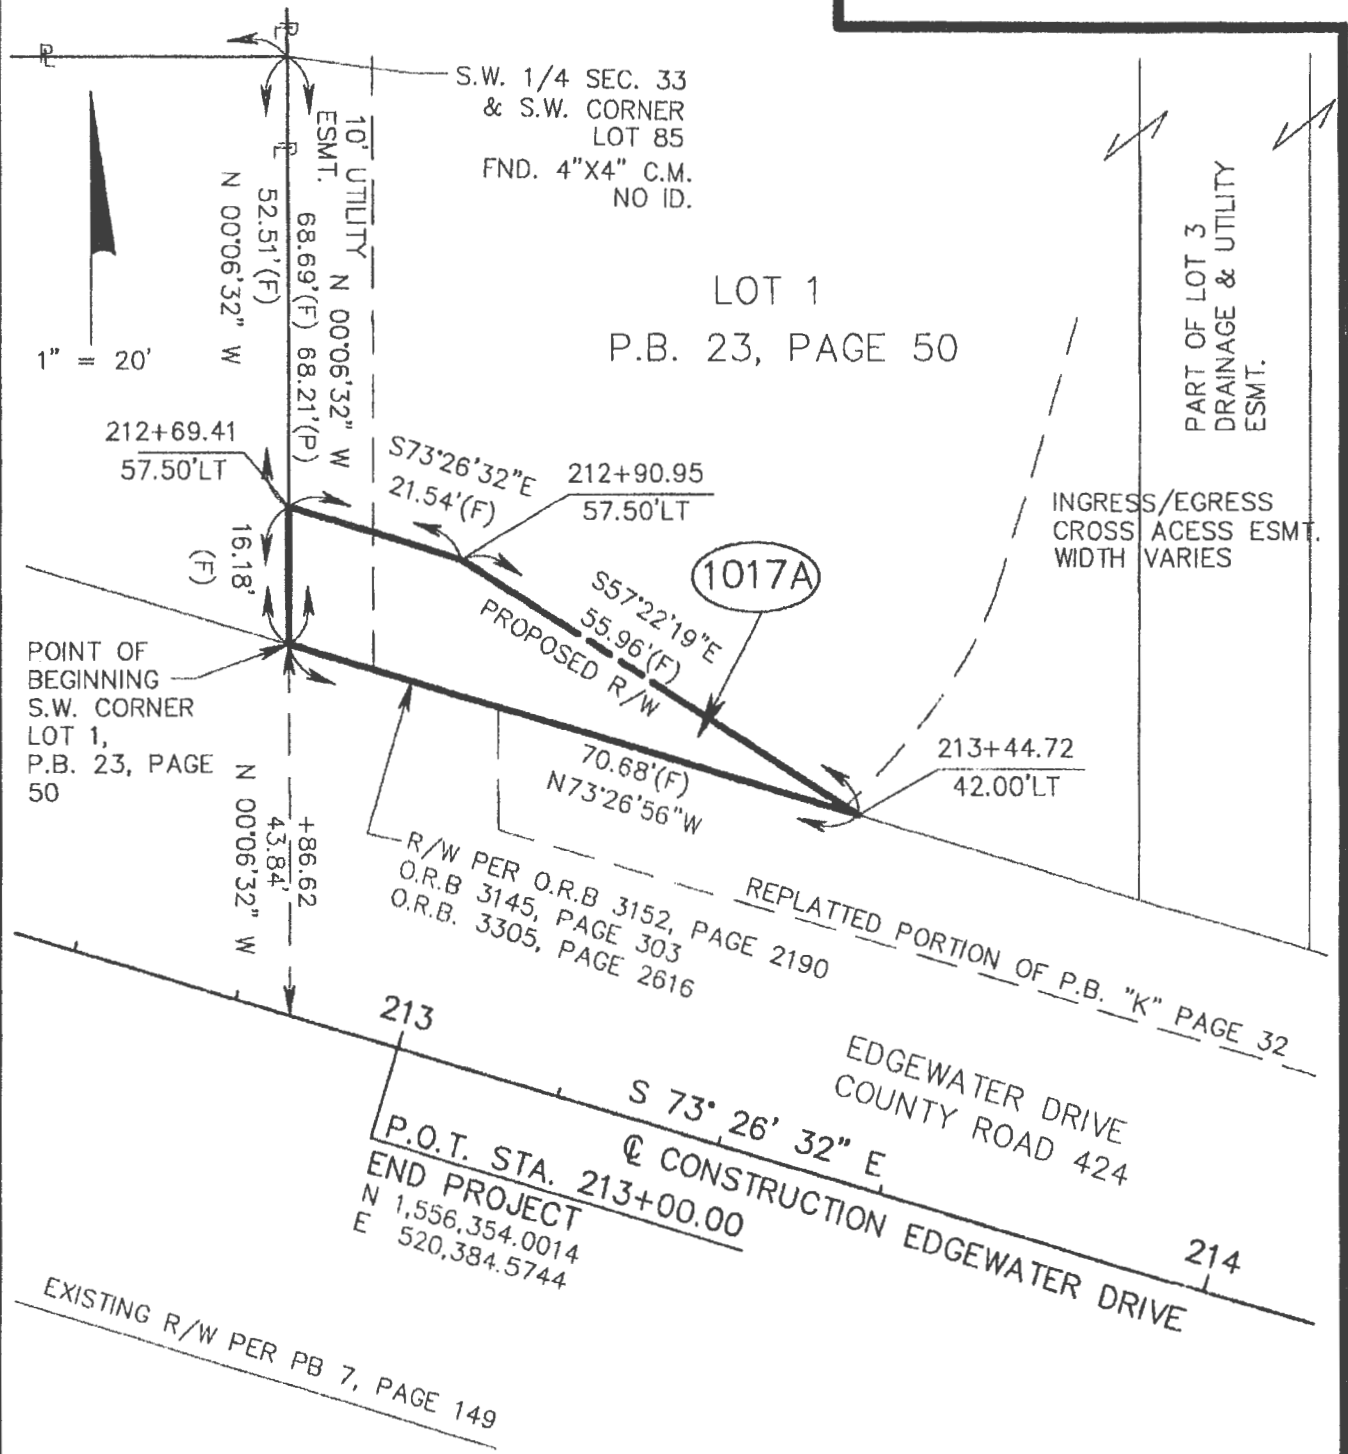 S.W. 1/4 SEC. 33
& S.W. CORNER
LOT 85
FND. 4"X4" C.M.
NO ID.
10' UTILITY
ESMT.
N 00°06'32" W
52.51'(F)
68.69'(F) 68.21'(P)
N 00°06'32" W
1" = 20'
LOT 1
P.B. 23, PAGE 50
PART OF LOT 3
DRAINAGE & UTILITY
ESMT.
212+69.41
57.50'LT
S73°26'32"E
21.54'(F)
212+90.95
57.50'LT
INGRESS/EGRESS
CROSS ACESS ESMT.
WIDTH VARIES
16.18'
(F)
1017A
S57°22'19"E
55.96'(F)
PROPOSED R/W
POINT OF
BEGINNING
S.W. CORNER
LOT 1,
P.B. 23, PAGE
50
213+44.72
42.00'LT
70.68'(F)
N73°26'56"W
+86.62
43.84'
N 00°06'32" W
R/W PER O.R.B 3152, PAGE 2190
O.R.B 3145, PAGE 303
O.R.B. 3305, PAGE 2616
REPLATTED PORTION OF P.B. "K" PAGE 32
EDGEWATER DRIVE
COUNTY ROAD 424
213
S 73° 26' 32" E
℄ CONSTRUCTION EDGEWATER DRIVE
214
P.O.T. STA. 213+00.00
END PROJECT
N 1,556,354.0014
E 520,384.5744
EXISTING R/W PER PB 7, PAGE 149